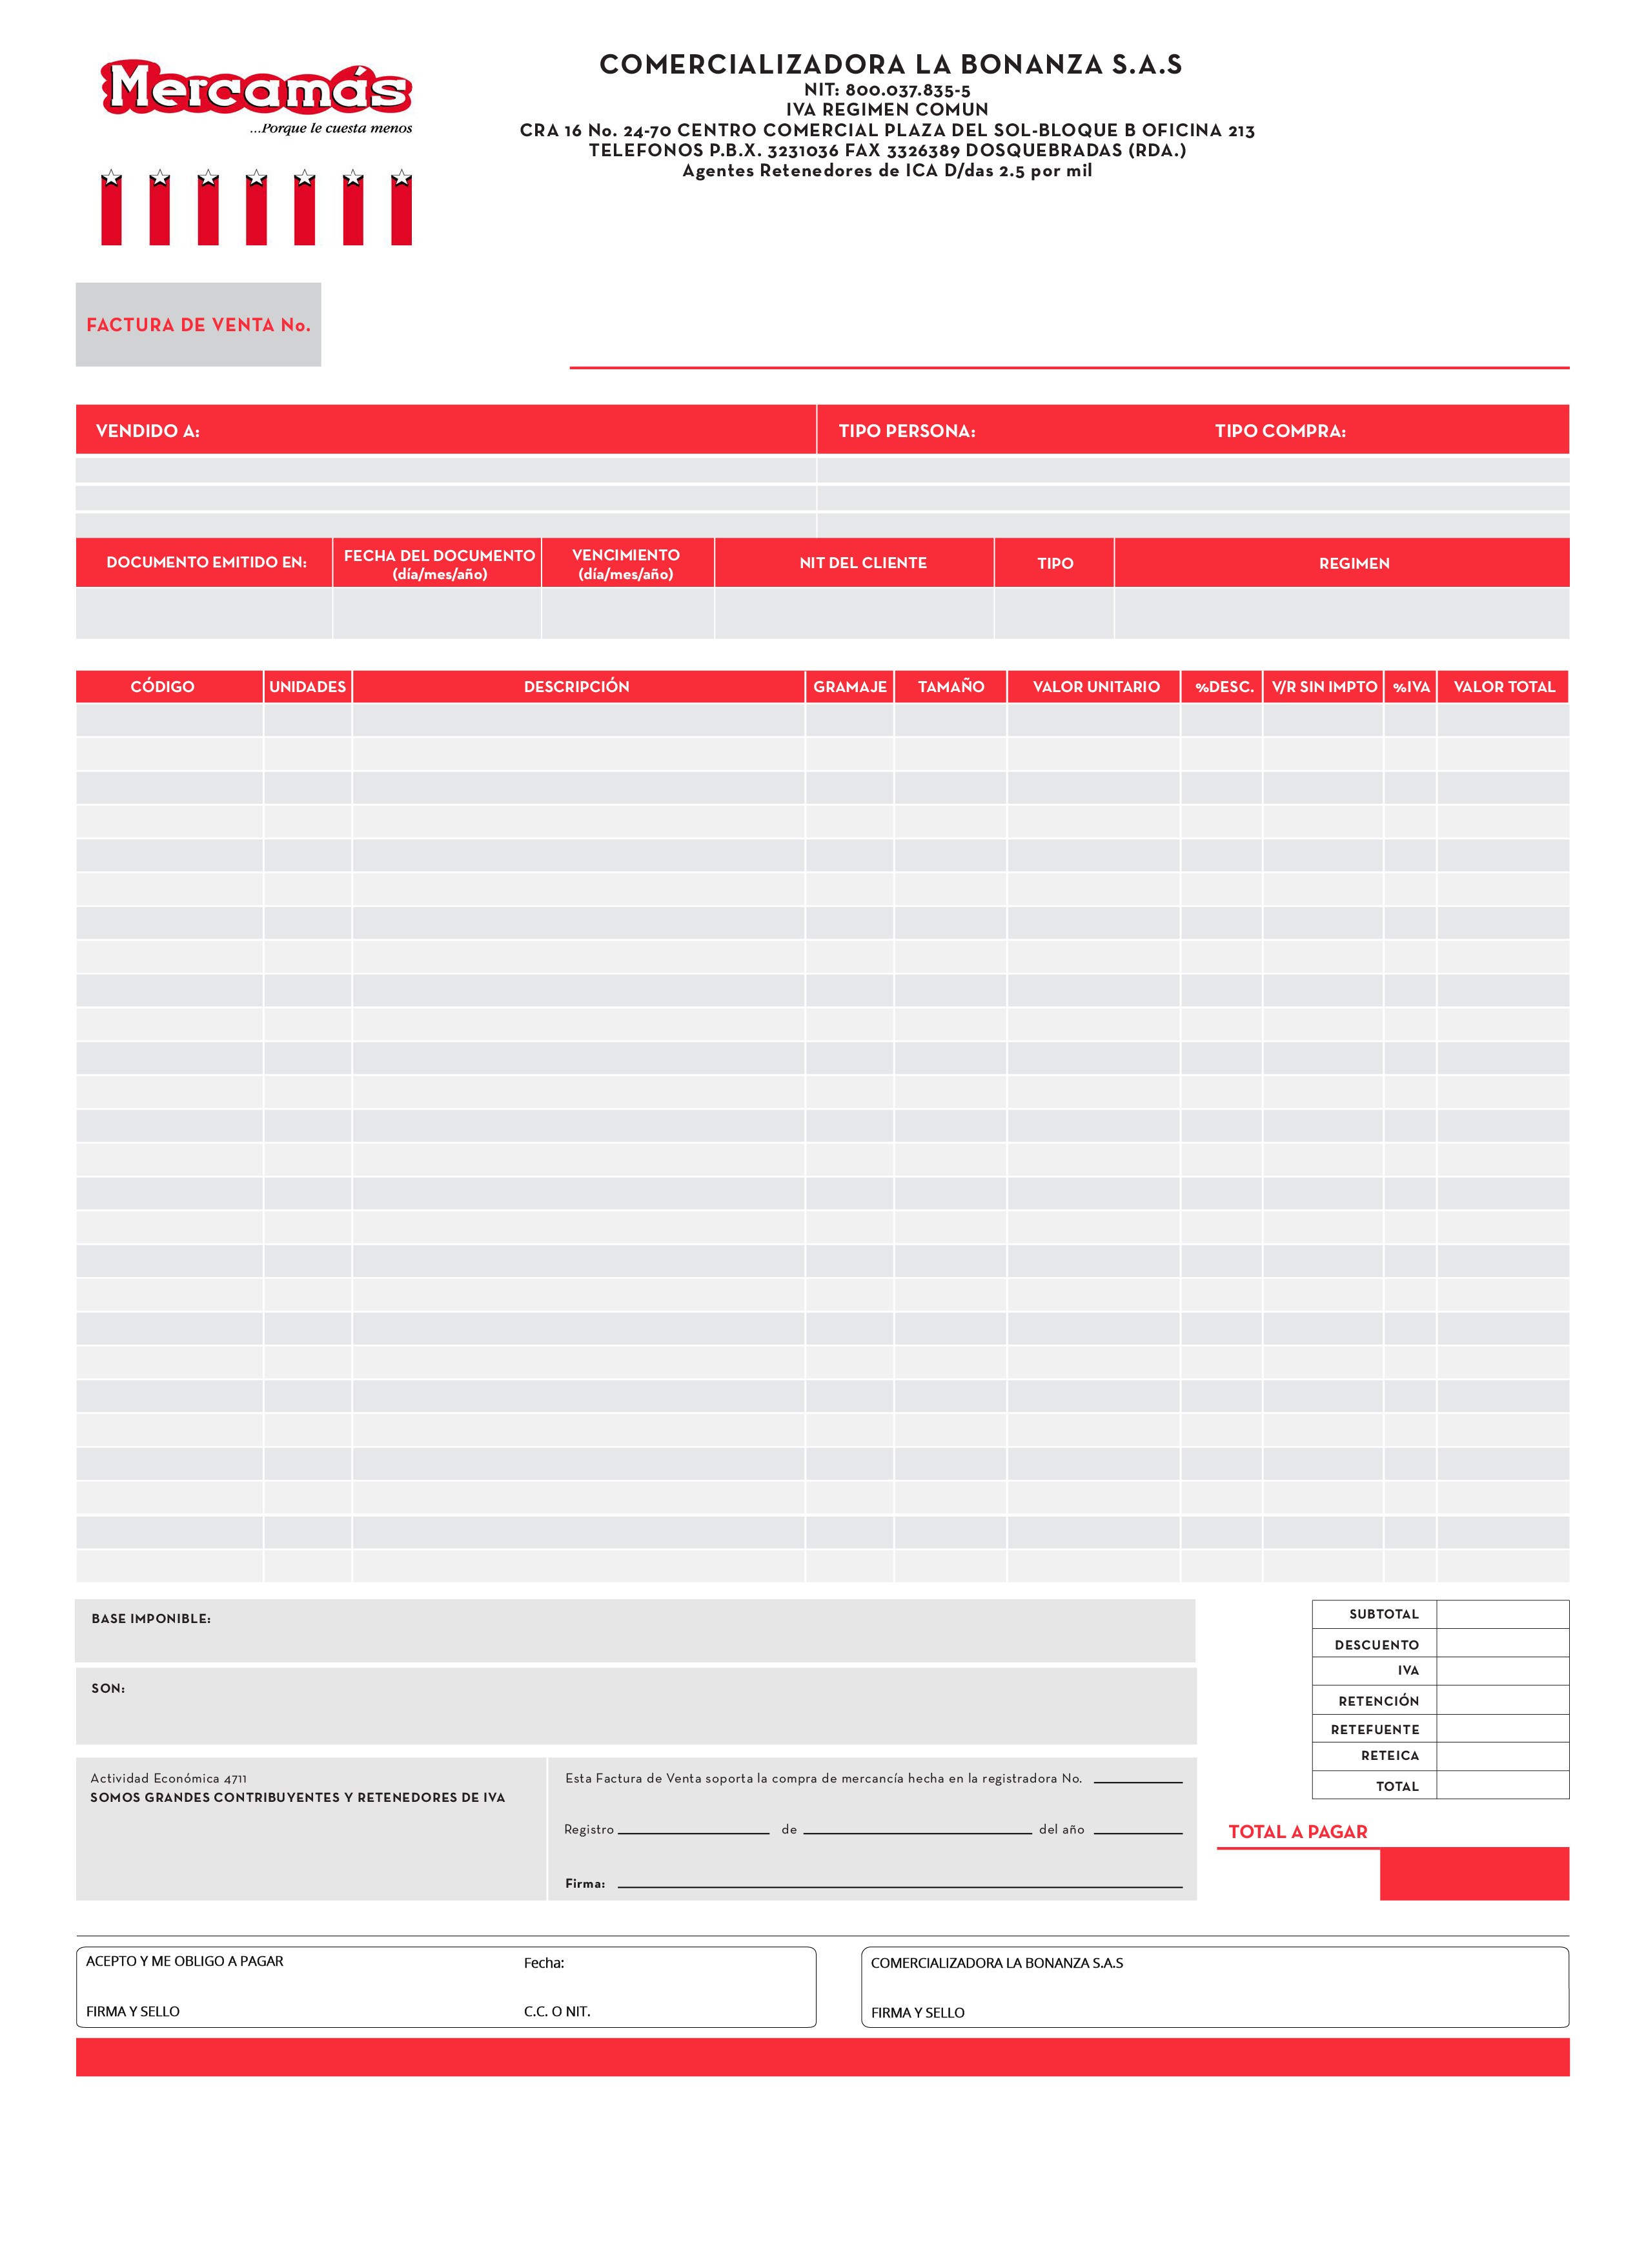 Mercamás
...Porque le cuesta menos
COMERCIALIZADORA LA BONANZA S.A.S
NIT: 800.037.835-5
IVA REGIMEN COMUN
CRA 16 No. 24-70 CENTRO COMERCIAL PLAZA DEL SOL-BLOQUE B OFICINA 213
TELEFONOS P.B.X. 3231036 FAX 3326389 DOSQUEBRADAS (RDA.)
Agentes Retenedores de ICA D/das 2.5 por mil
FACTURA DE VENTA No.
VENDIDO A: TIPO PERSONA: TIPO COMPRA:
DOCUMENTO EMITIDO EN: FECHA DEL DOCUMENTO (día/mes/año) VENCIMIENTO (día/mes/año) NIT DEL CLIENTE TIPO REGIMEN
CÓDIGO UNIDADES DESCRIPCIÓN GRAMAJE TAMAÑO VALOR UNITARIO %DESC. V/R SIN IMPTO %IVA VALOR TOTAL
BASE IMPONIBLE:
SON:
SUBTOTAL
DESCUENTO
IVA
RETENCIÓN
RETEFUENTE
RETEICA
TOTAL
Actividad Económica 4711
SOMOS GRANDES CONTRIBUYENTES Y RETENEDORES DE IVA
Esta Factura de Venta soporta la compra de mercancía hecha en la registradora No.
Registro de del año
Firma:
TOTAL A PAGAR
ACEPTO Y ME OBLIGO A PAGAR Fecha:
FIRMA Y SELLO C.C. O NIT.
COMERCIALIZADORA LA BONANZA S.A.S
FIRMA Y SELLO